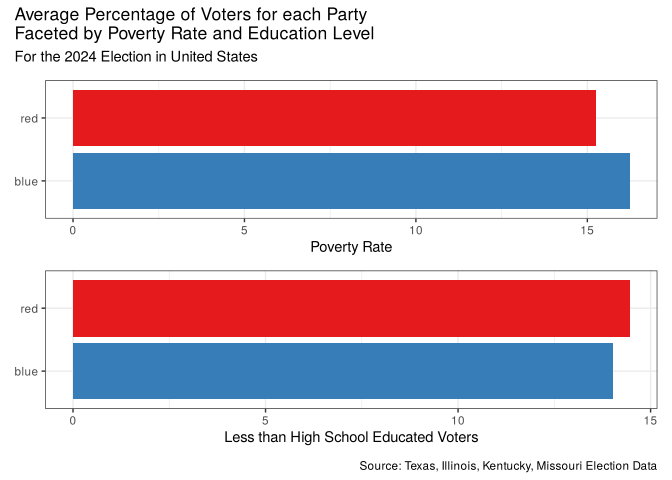 Average Percentage of Voters for each Party
Faceted by Poverty Rate and Education Level
For the 2024 Election in United States
red
blue
0 5 10 15
Poverty Rate
red
blue
0 5 10 15
Less than High School Educated Voters
Source: Texas, Illinois, Kentucky, Missouri Election Data